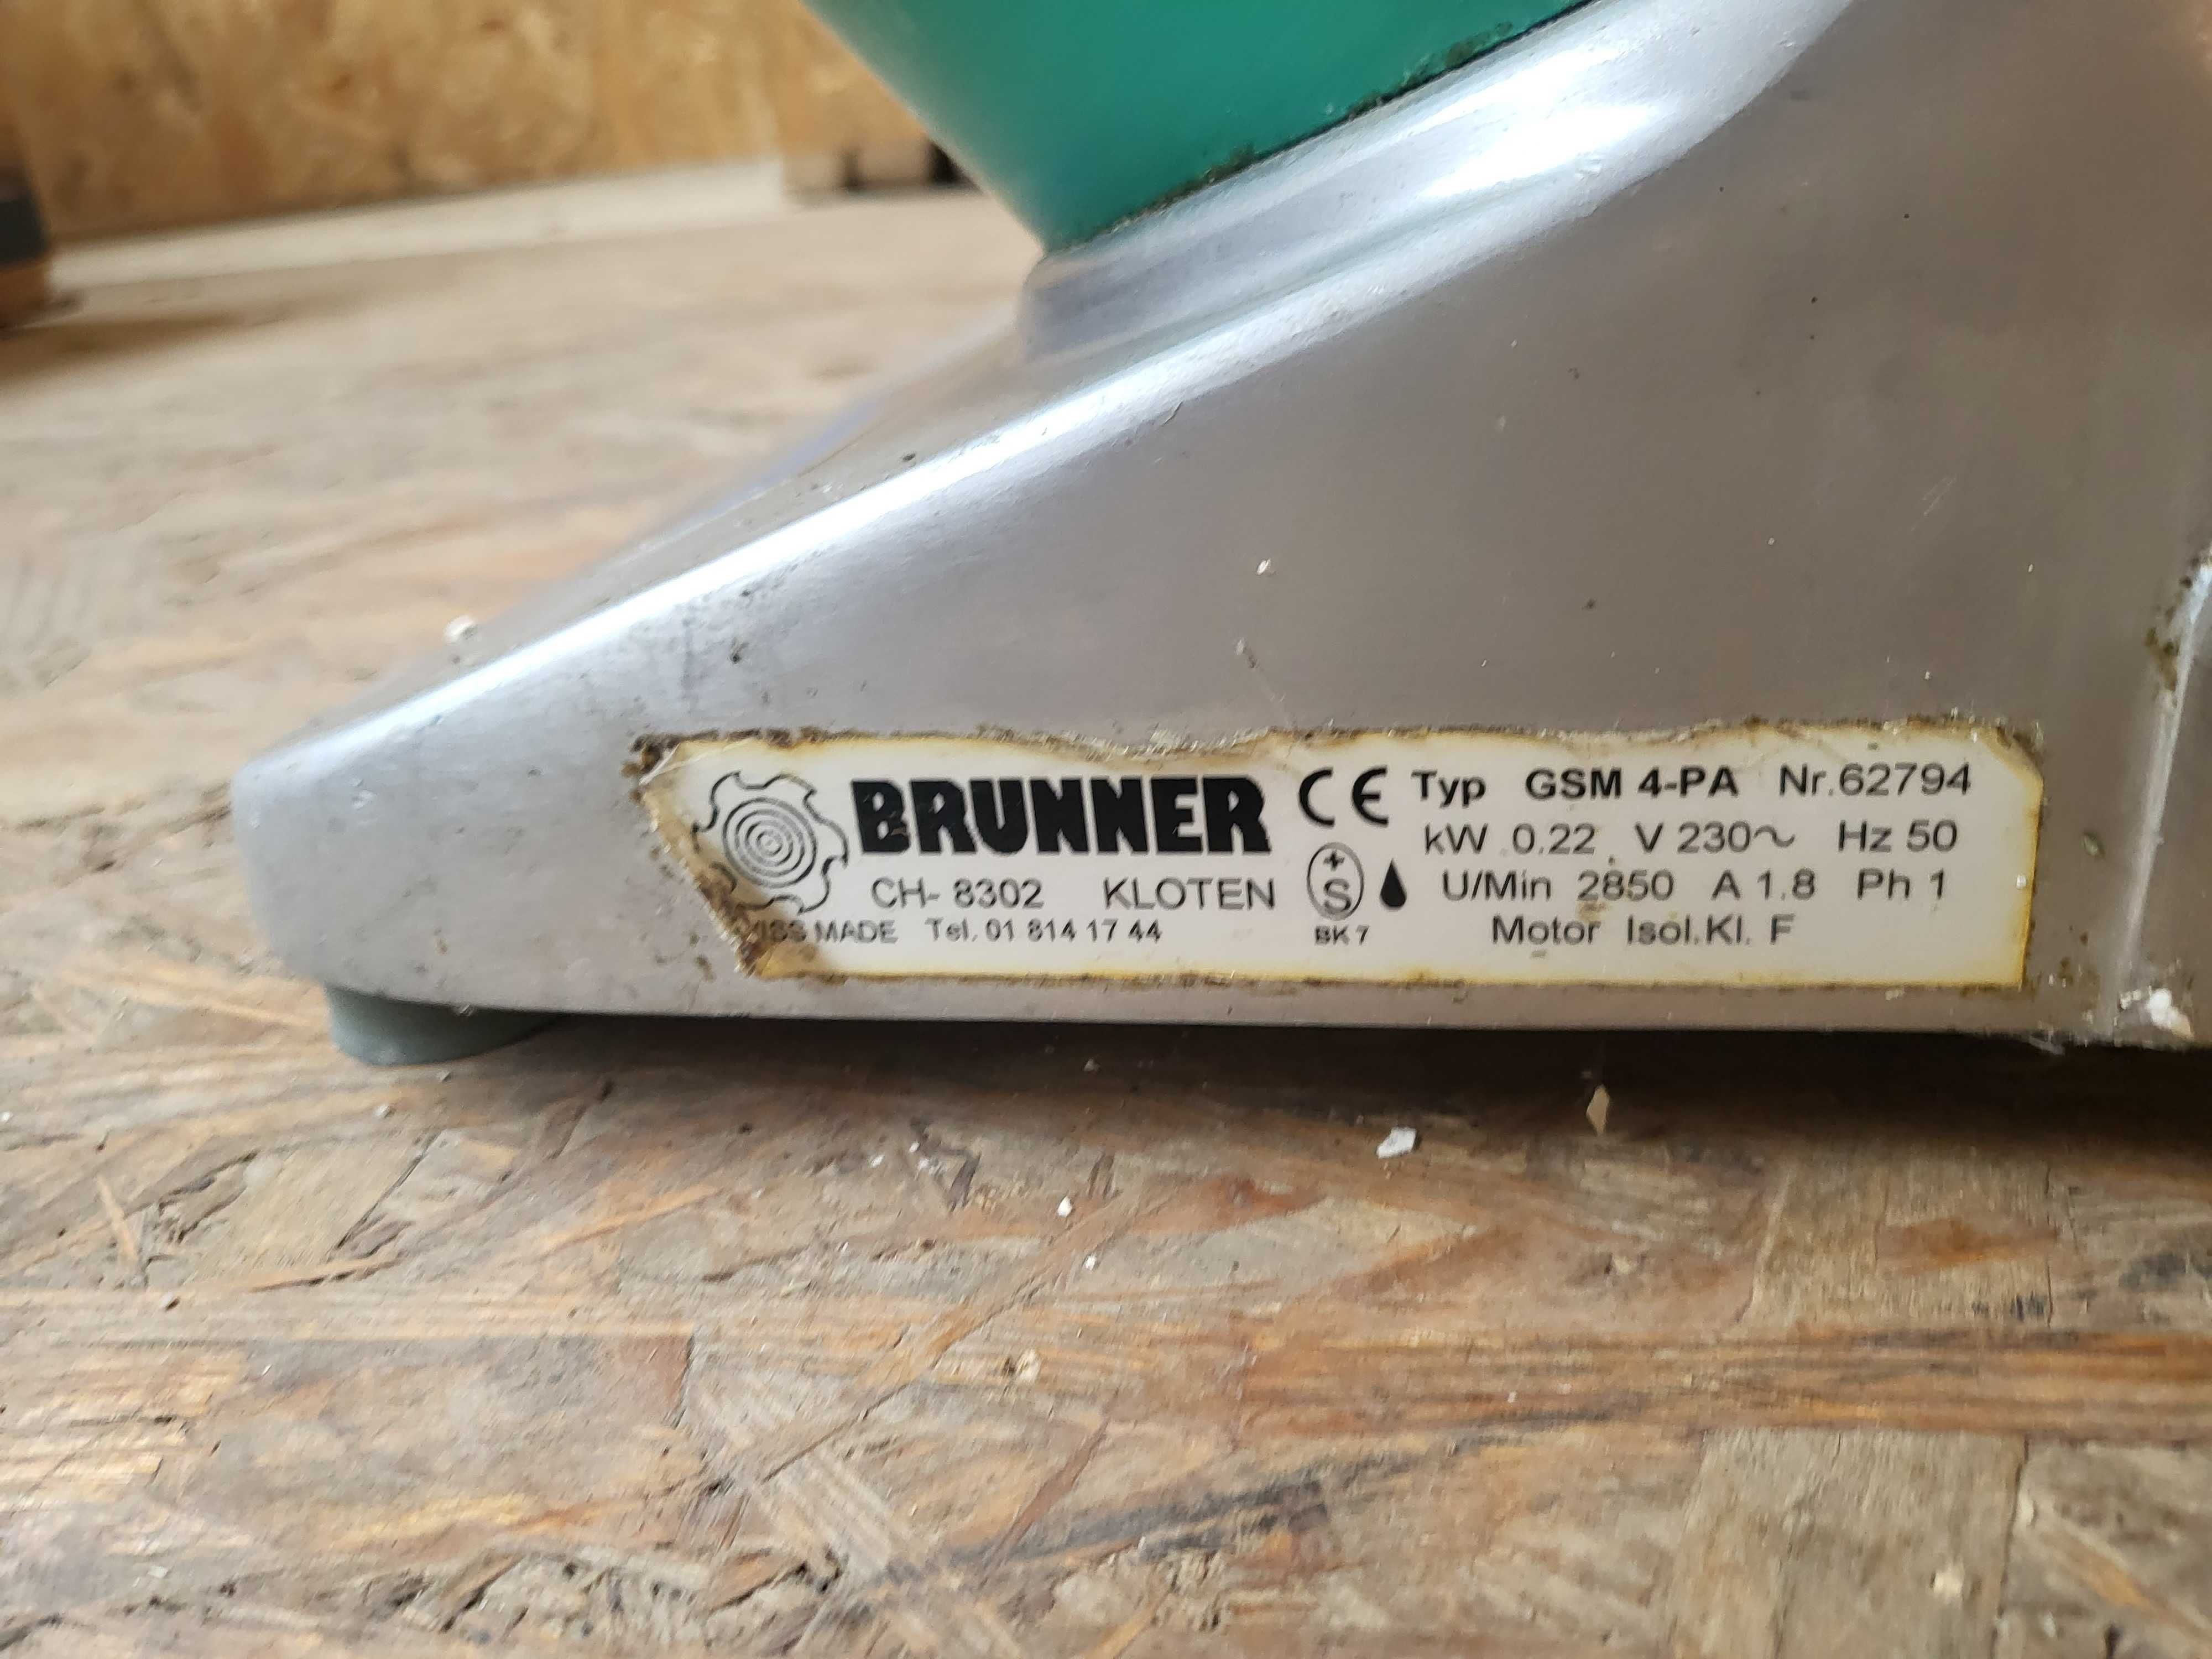 BRUNNER
CH- 8302 KLOTEN
MADE Tel. 01 814 17 44
CE
+
S
BK 7
Typ GSM 4-PA Nr.62794
kW 0.22 V 230~ Hz 50
U/Min 2850 A 1.8 Ph 1
Motor Isol.Kl. F